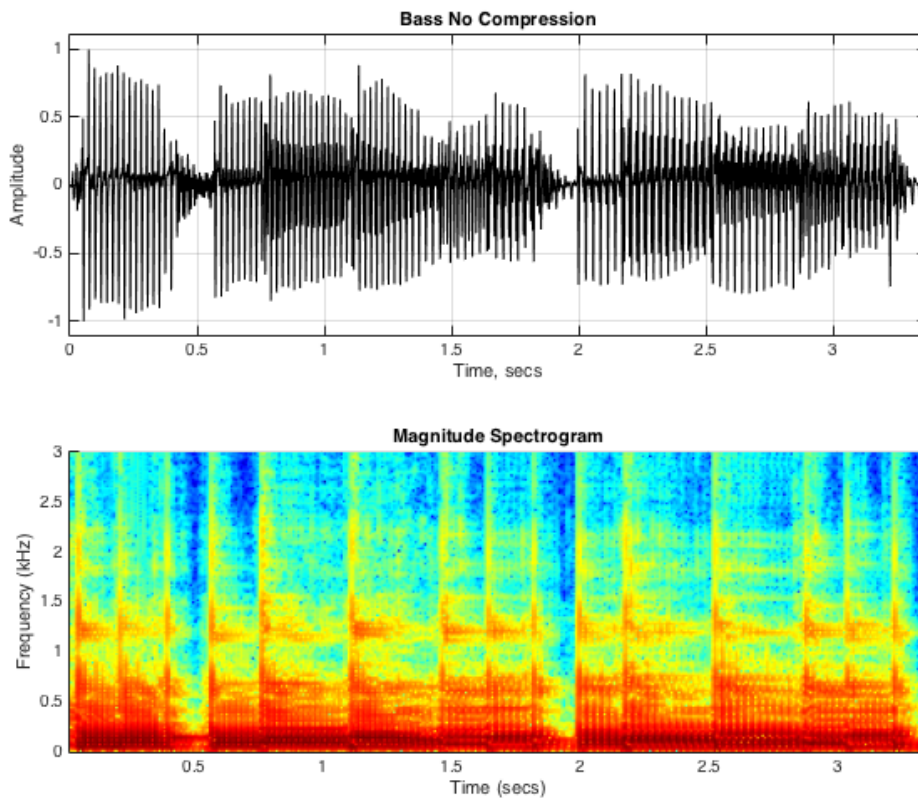 Bass No Compression
1
0.5
0
-0.5
-1
Amplitude
0 0.5 1 1.5 2 2.5 3
Time, secs
Magnitude Spectrogram
3
2.5
2
1.5
1
0.5
0
Frequency (kHz)
0.5 1 1.5 2 2.5 3
Time (secs)